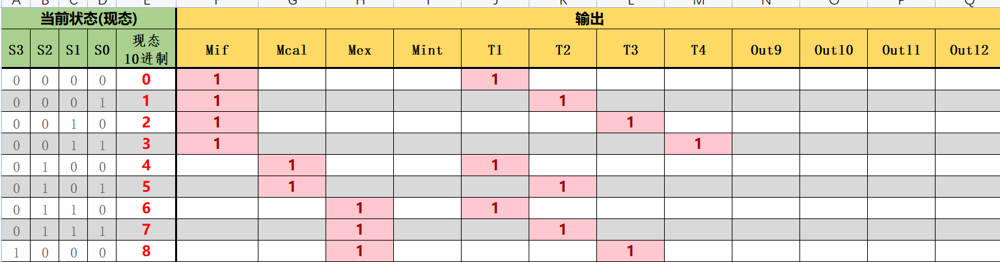 当前状态(现态) 输出
S3 S2 S1 S0 现态 10进制 Mif Mcal Mex Mint T1 T2 T3 T4 Out9 Out10 Out11 Out12
0 0 0 0 0 1 1
0 0 0 1 1 1 1
0 0 1 0 2 1 1
0 0 1 1 3 1 1
0 1 0 0 4 1 1
0 1 0 1 5 1 1
0 1 1 0 6 1 1
0 1 1 1 7 1 1
1 0 0 0 8 1 1